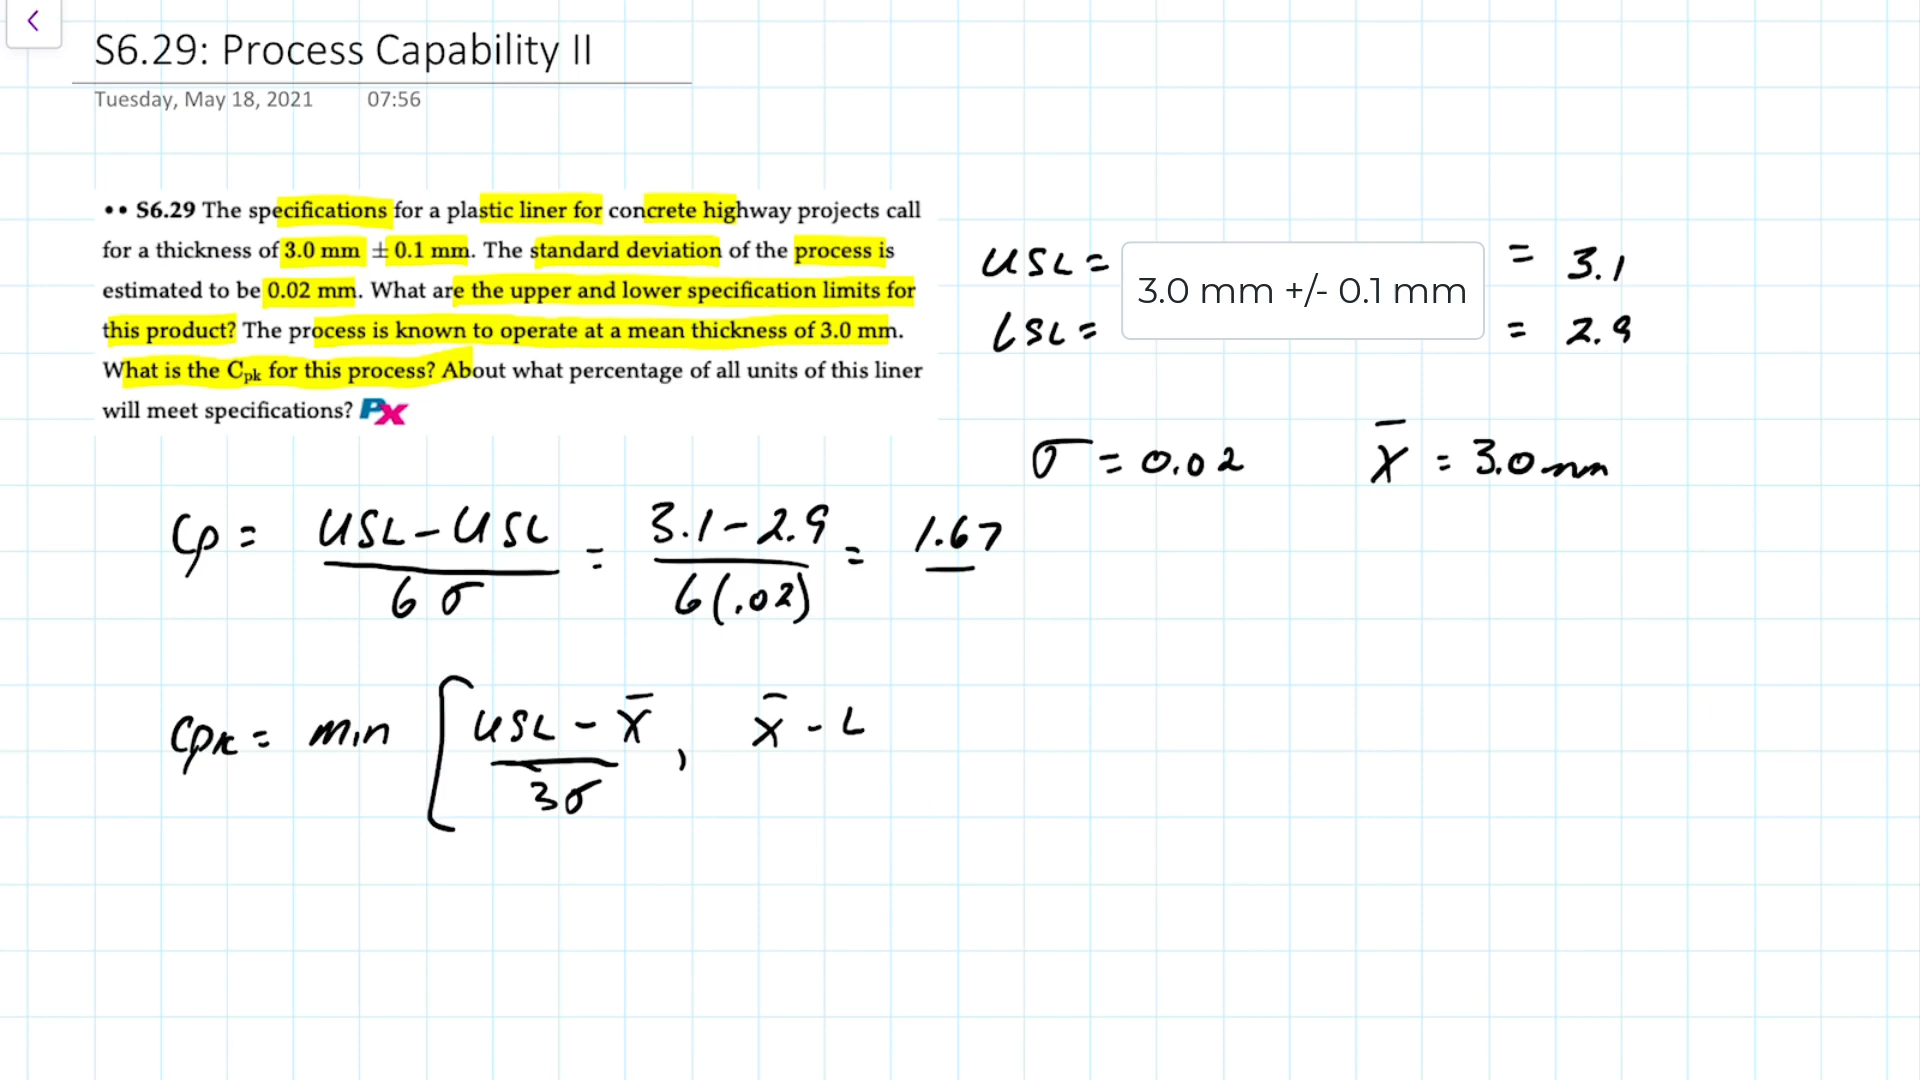 S6.29: Process Capability II
Tuesday, May 18, 2021 07:56
•• S6.29 The specifications for a plastic liner for concrete highway projects call
for a thickness of 3.0 mm ± 0.1 mm. The standard deviation of the process is
estimated to be 0.02 mm. What are the upper and lower specification limits for
this product? The process is known to operate at a mean thickness of 3.0 mm.
What is the Cpk for this process? About what percentage of all units of this liner
will meet specifications? PX
USL = = 3.1
3.0 mm +/- 0.1 mm
LSL = = 2.9
σ = 0.02 x̄ = 3.0 mm
Cp = USL - USL = 3.1 - 2.9 = 1.67
6 σ 6(.02)
Cpk = min [ USL - x̄ , x̄ - L
3σ